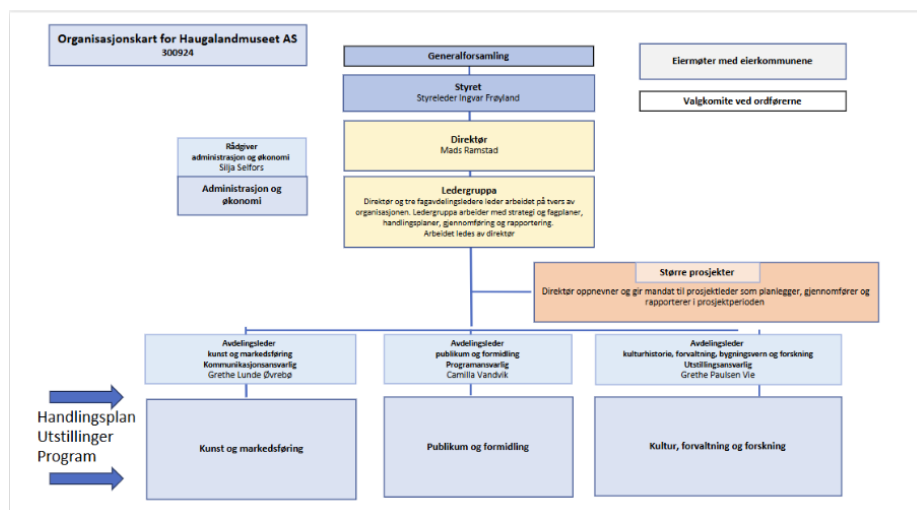 Organisasjonskart for Haugalandmuseet AS
300924
Generalforsamling
Eiermøter med eierkommunene
Styret
Styreleder Ingvar Frøyland
Valgkomite ved ordførerne
Direktør
Mads Ramstad
Rådgiver
administrasjon og økonomi
Silja Selfors
Administrasjon og
økonomi
Ledergruppa
Direktør og tre fagavdelingsledere leder arbeidet på tvers av
organisasjonen. Ledergruppa arbeider med strategi og fagplaner,
handlingsplaner, gjennomføring og rapportering.
Arbeidet ledes av direktør
Større prosjekter
Direktør oppnevner og gir mandat til prosjektleder som planlegger, gjennomfører og
rapporterer i prosjektperioden
Avdelingsleder
kunst og markedsføring
Kommunikasjonsansvarlig
Grethe Lunde Øvrebø
Avdelingsleder
publikum og formidling
Programansvarlig
Camilla Vandvik
Avdelingsleder
kulturhistorie, forvaltning, bygningsvern og forskning
Utstillingsansvarlig
Grethe Paulsen Vie
Handlingsplan
Utstillinger
Program
Kunst og markedsføring
Publikum og formidling
Kultur, forvaltning og forskning